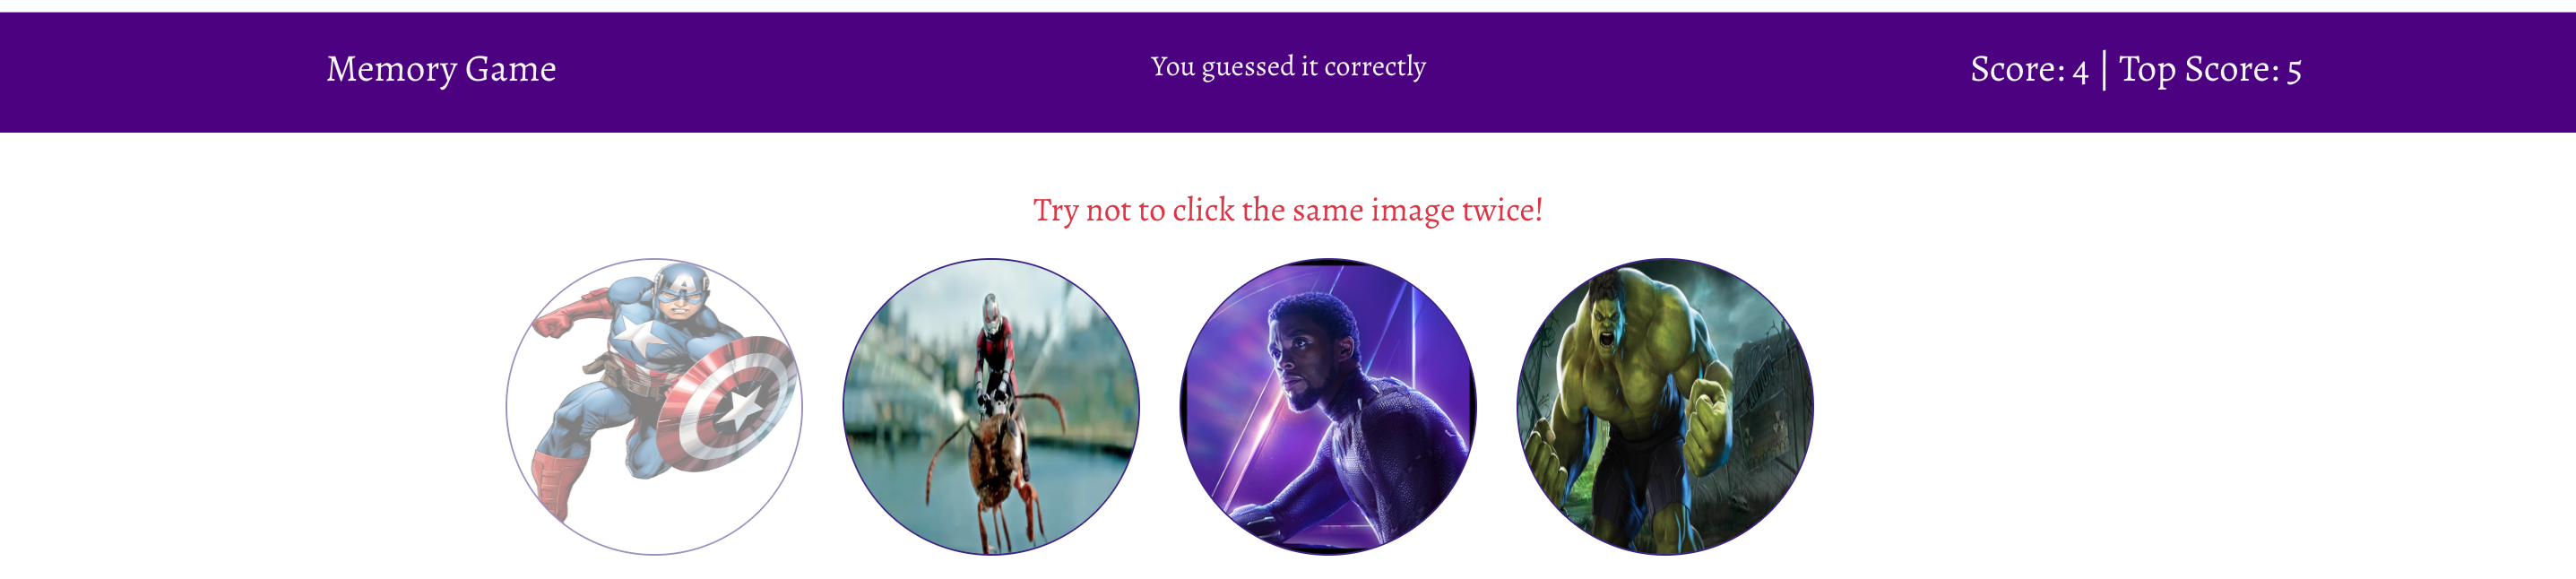 Memory Game
You guessed it correctly
Score: 4 | Top Score: 5
Try not to click the same image twice!